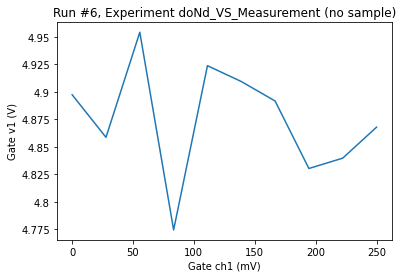 Run #6, Experiment doNd_VS_Measurement (no sample)
4.95
4.925
4.9
4.875
4.85
4.825
4.8
4.775
Gate v1 (V)
0 50 100 150 200 250
Gate ch1 (mV)